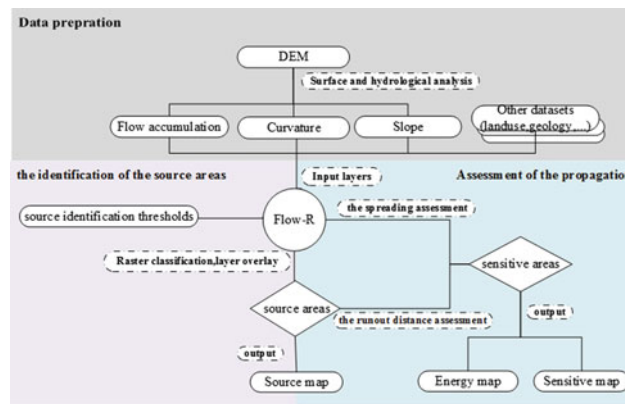 Data prepration
DEM
Surface and hydrological analysis
Flow accumulation
Curvature
Slope
Other datasets
(landuse,geology,...)
the identification of the source areas
Input layers
Assessment of the propagation
source identification thresholds
Flow-R
the spreading assessment
Raster classification,layer overlay
sensitive areas
source areas
the runout distance assessment
output
output
Source map
Energy map
Sensitive map